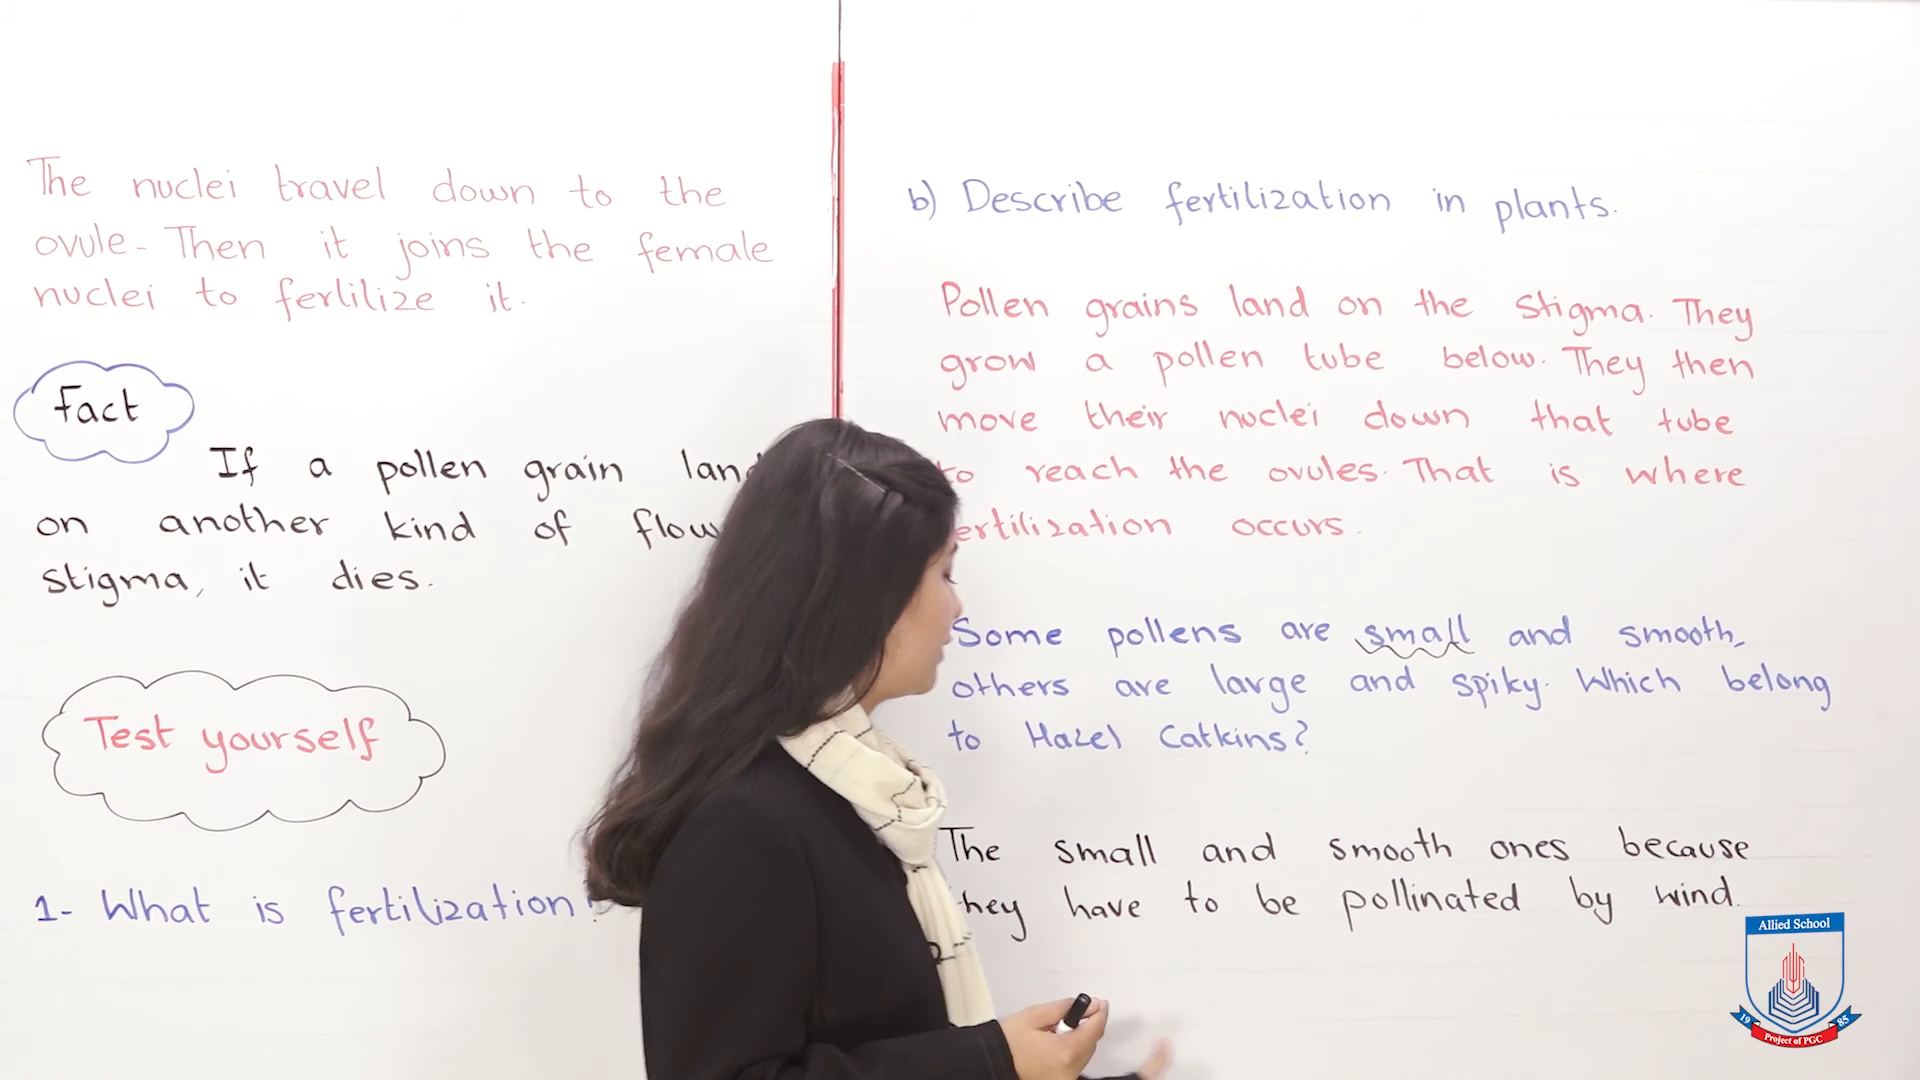 The nuclei travel down to the
ovule. Then it joins the female
nuclei to fertilize it.
Fact
If a pollen grain
on another kind of
stigma, it dies.
Test yourself
1- What is fertilization?
b) Describe fertilization in plants.
Pollen grains land on the stigma. They
grow a pollen tube below. They then
move their nuclei down that tube
to reach the ovules. That is where
occurs.
Some pollens are small and smooth,
others are large and spiky. Which belong
to Hazel Catkins?
The small and smooth ones because
they have to be pollinated by wind.
Allied School
19 85
Project of PGC